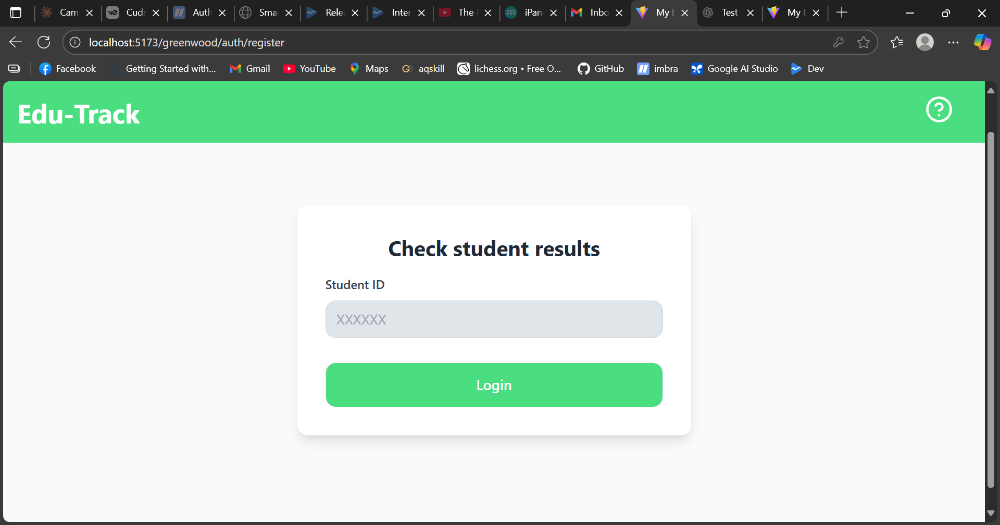 Cam
Cuds
Auth
Sma
Rele
Inter
The
iPan
Inbo
My E
Test
My E
localhost:5173/greenwood/auth/register
Facebook
Getting Started with...
Gmail
YouTube
Maps
aqskill
lichess.org • Free O...
GitHub
imbra
Google AI Studio
Dev
Edu-Track
Check student results
Student ID
XXXXXX
Login